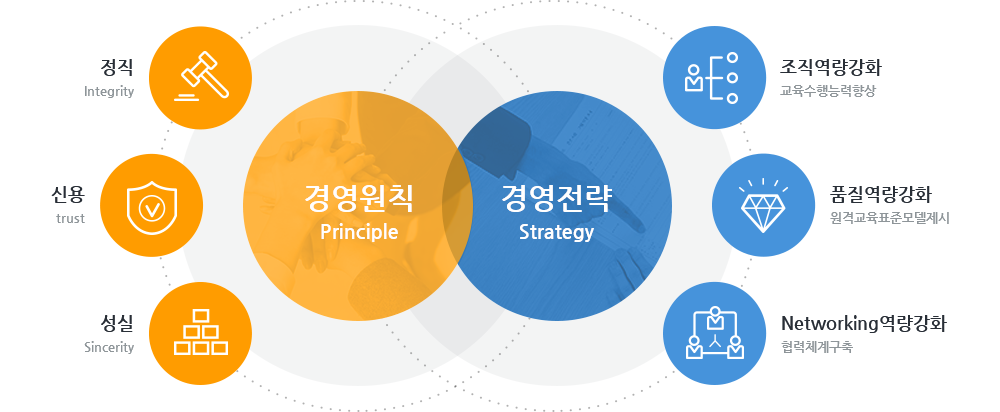 정직
Integrity
신용
trust
성실
Sincerity
경영원칙
Principle
경영전략
Strategy
조직역량강화
교육수행능력향상
품질역량강화
원격교육표준모델제시
Networking역량강화
협력체계구축